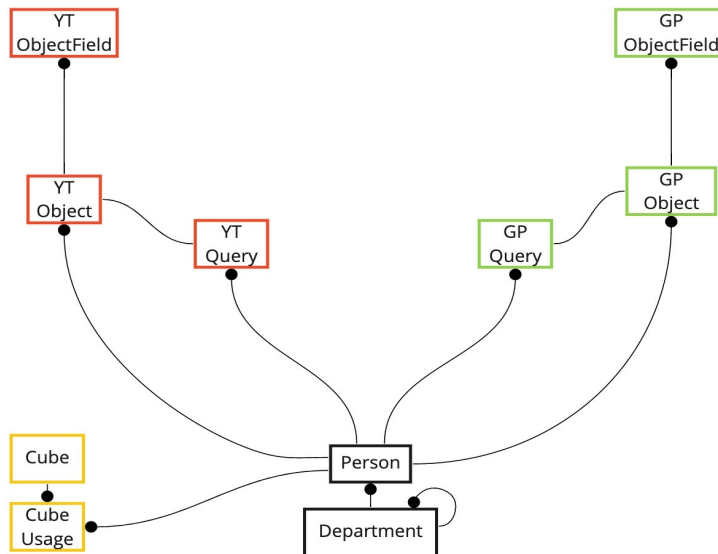 YT
ObjectField
GP
ObjectField
YT
Object
GP
Object
YT
Query
GP
Query
Cube
Person
Cube
Usage
Department